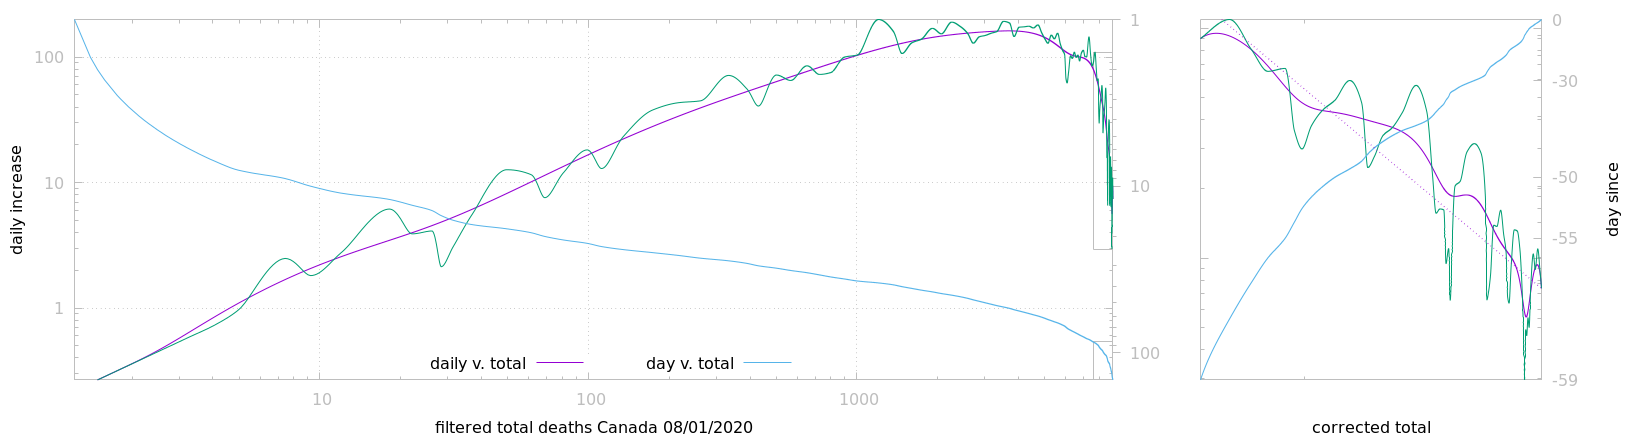 100
10
1
daily increase
10
100
1000
filtered total deaths Canada 08/01/2020
daily v. total
day v. total
1
10
100
0
-30
-50
-55
-59
day since
corrected total